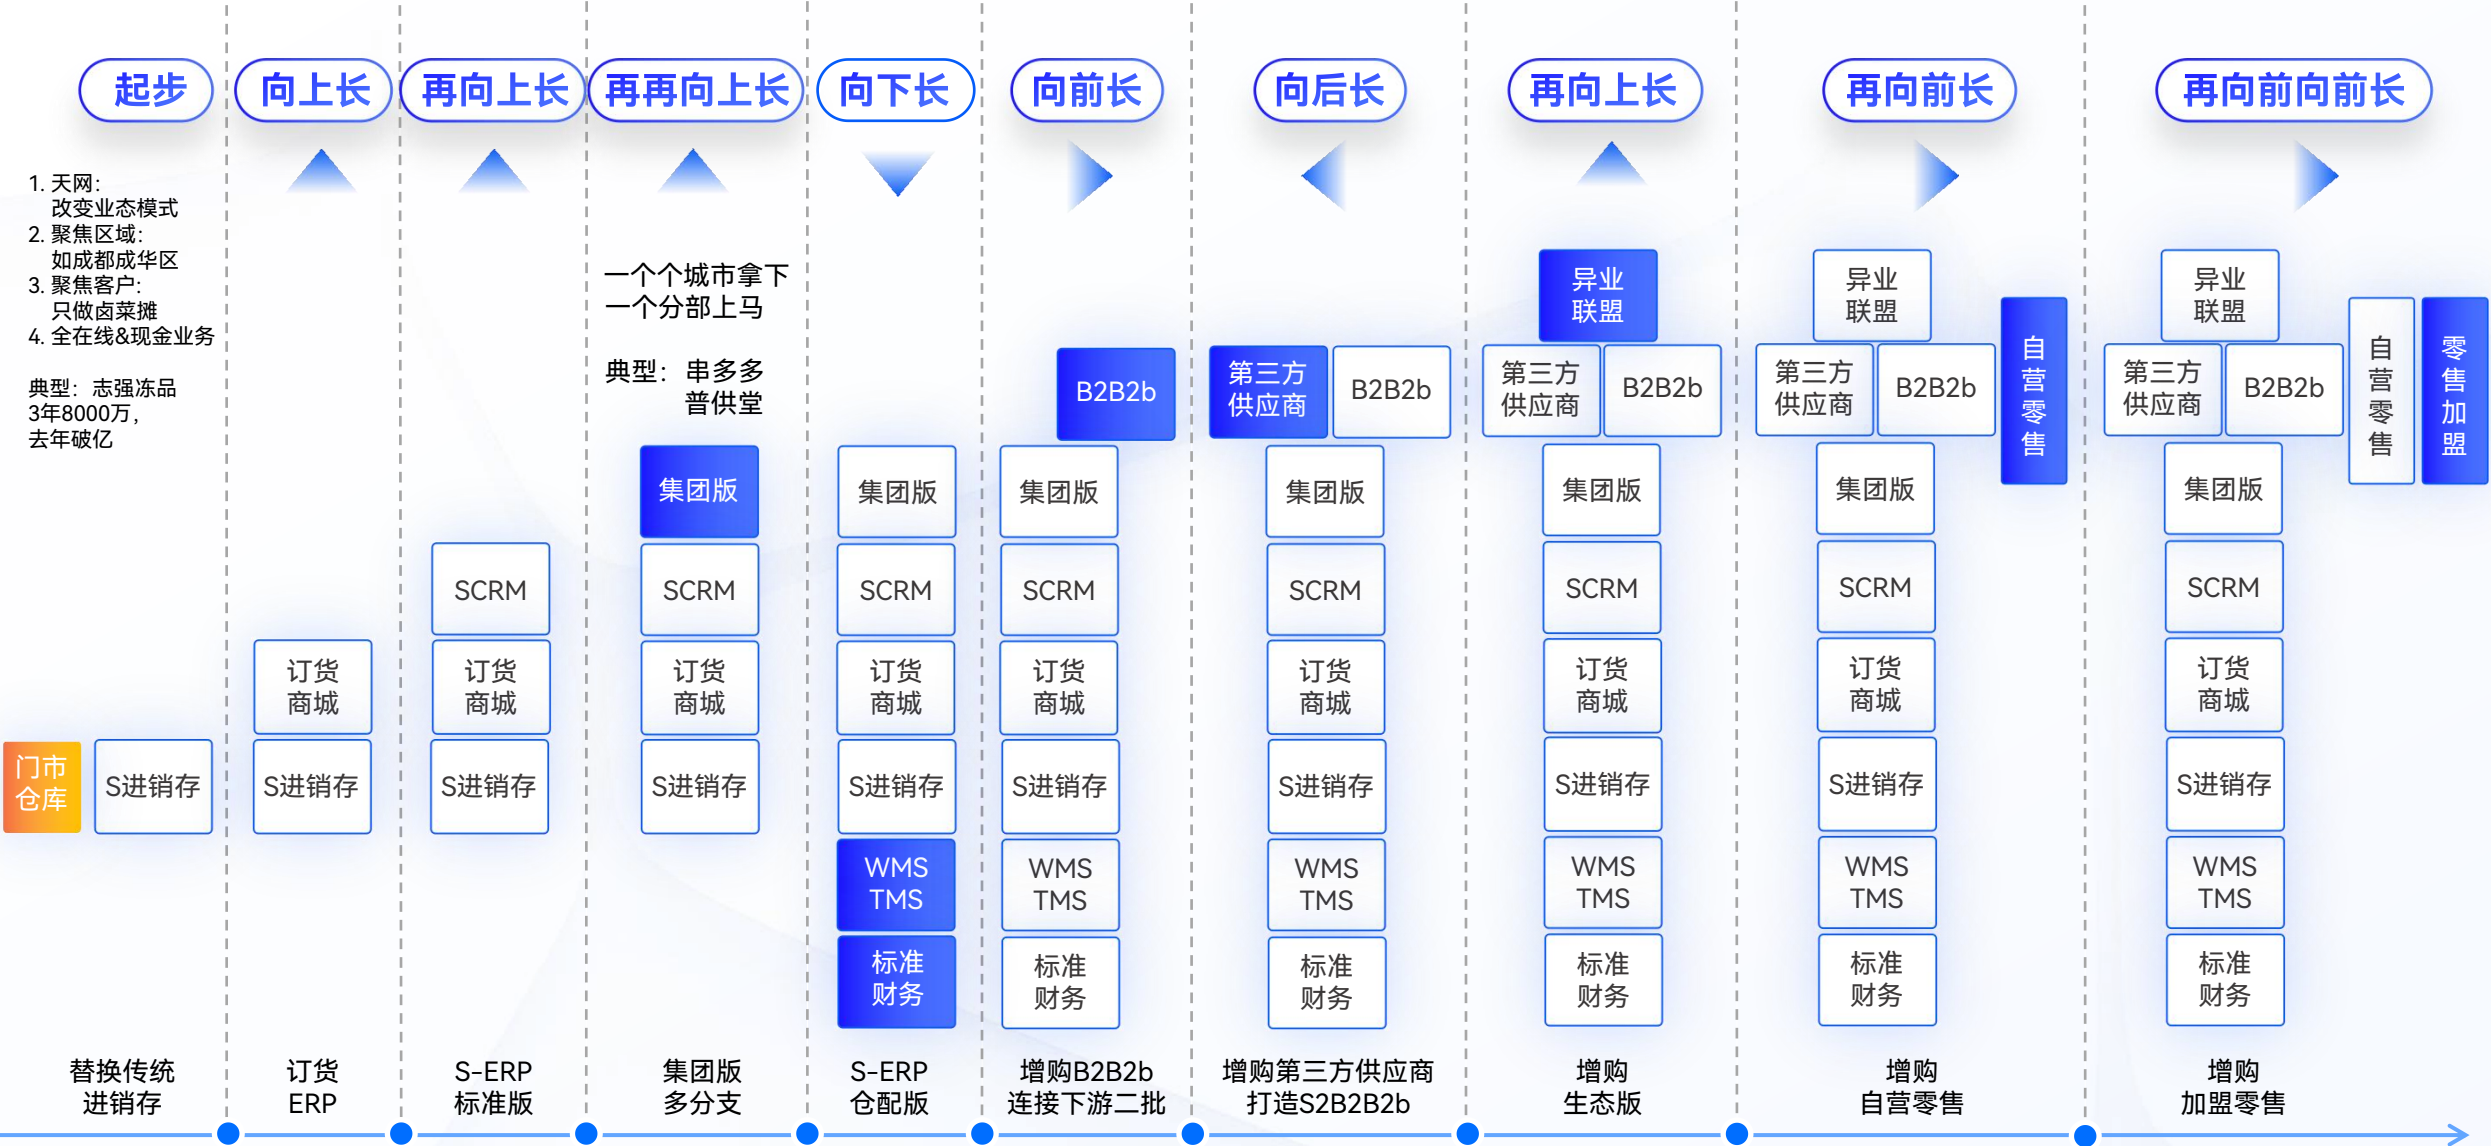 起步
1. 天网：
改变业态模式
2. 聚焦区域：
如成都成华区
3. 聚焦客户：
只做卤菜摊
4. 全在线&现金业务
典型：志强冻品
3年8000万，
去年破亿
门市
仓库
S进销存
替换传统
进销存
向上长
订货
商城
S进销存
订货
ERP
再向上长
SCRM
订货
商城
S进销存
S-ERP
标准版
再再向上长
一个个城市拿下
一个分部上马
典型：串多多
普供堂
集团版
SCRM
订货
商城
S进销存
集团版
多分支
向下长
集团版
SCRM
订货
商城
S进销存
WMS
TMS
标准
财务
S-ERP
仓配版
向前长
B2B2b
集团版
SCRM
订货
商城
S进销存
WMS
TMS
标准
财务
增购B2B2b
连接下游二批
向后长
第三方
供应商
B2B2b
集团版
SCRM
订货
商城
S进销存
WMS
TMS
标准
财务
增购第三方供应商
打造S2B2B2b
再向上长
异业
联盟
第三方
供应商
B2B2b
集团版
SCRM
订货
商城
S进销存
WMS
TMS
标准
财务
增购
生态版
再向前长
异业
联盟
第三方
供应商
B2B2b
自营零售
集团版
SCRM
订货
商城
S进销存
WMS
TMS
标准
财务
增购
自营零售
再向前向前长
异业
联盟
第三方
供应商
B2B2b
自营零售
零售加盟
集团版
SCRM
订货
商城
S进销存
WMS
TMS
标准
财务
增购
加盟零售